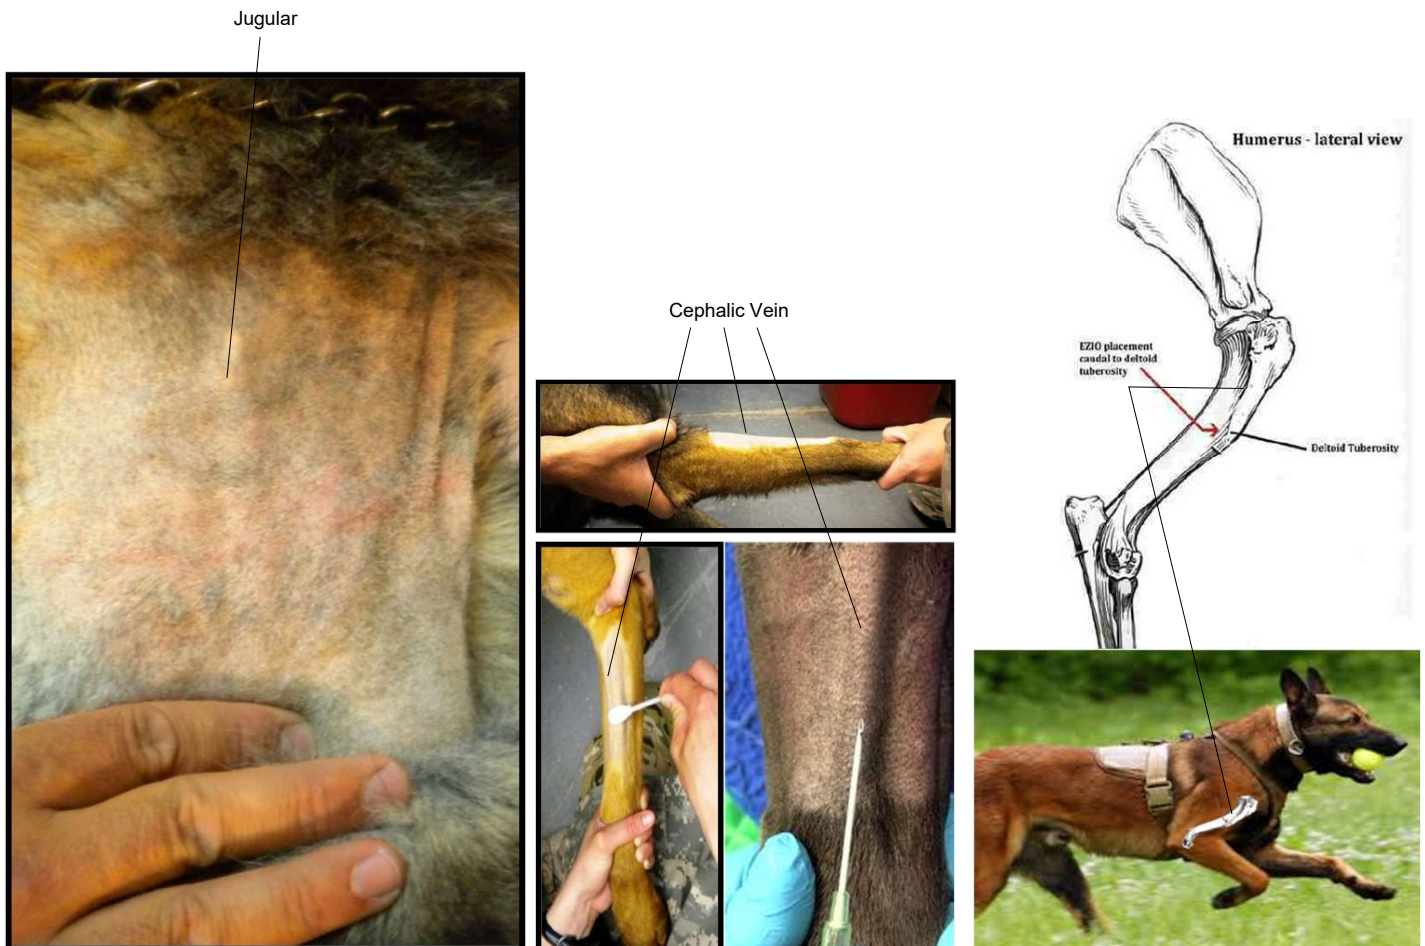 Jugular
Cephalic Vein
Humerus - lateral view
EZIO placement
caudal to deltoid
tuberosity
Deltoid Tuberosity